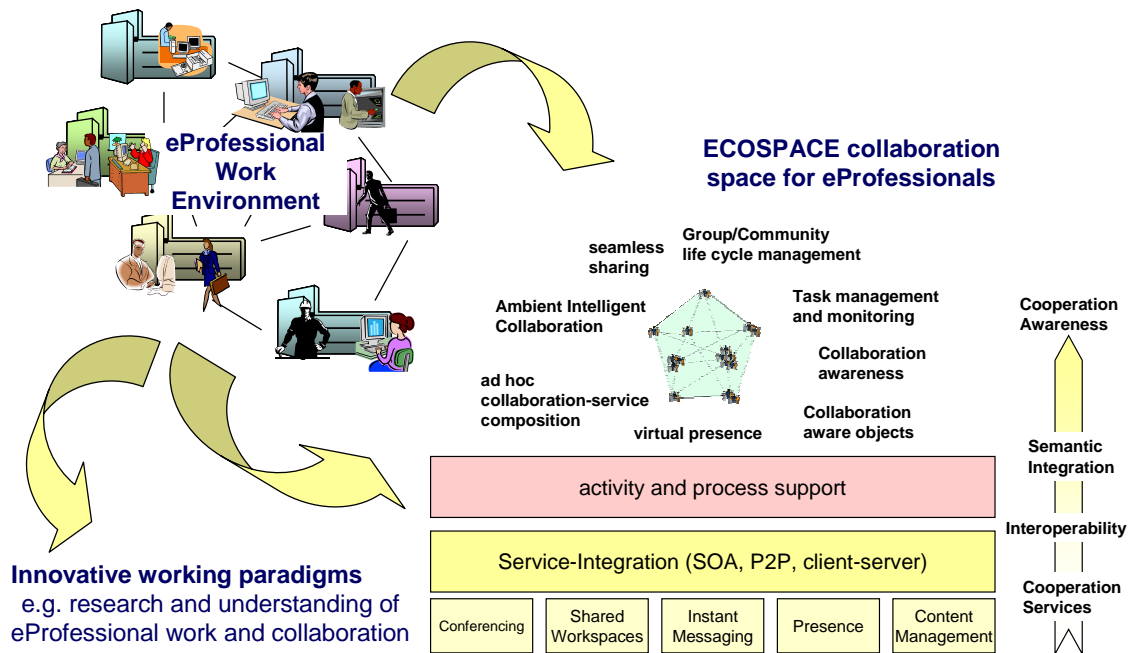 eProfessional
Work
Environment
ECOSPACE collaboration
space for eProfessionals
seamless
sharing
Group/Community
life cycle management
Ambient Intelligent
Collaboration
Task management
and monitoring
Collaboration
awareness
ad hoc
collaboration-service
composition
Collaboration
aware objects
virtual presence
activity and process support
Service-Integration (SOA, P2P, client-server)
Conferencing
Shared
Workspaces
Instant
Messaging
Presence
Content
Management
Cooperation
Awareness
Semantic
Integration
Interoperability
Cooperation
Services
Innovative working paradigms
e.g. research and understanding of
eProfessional work and collaboration